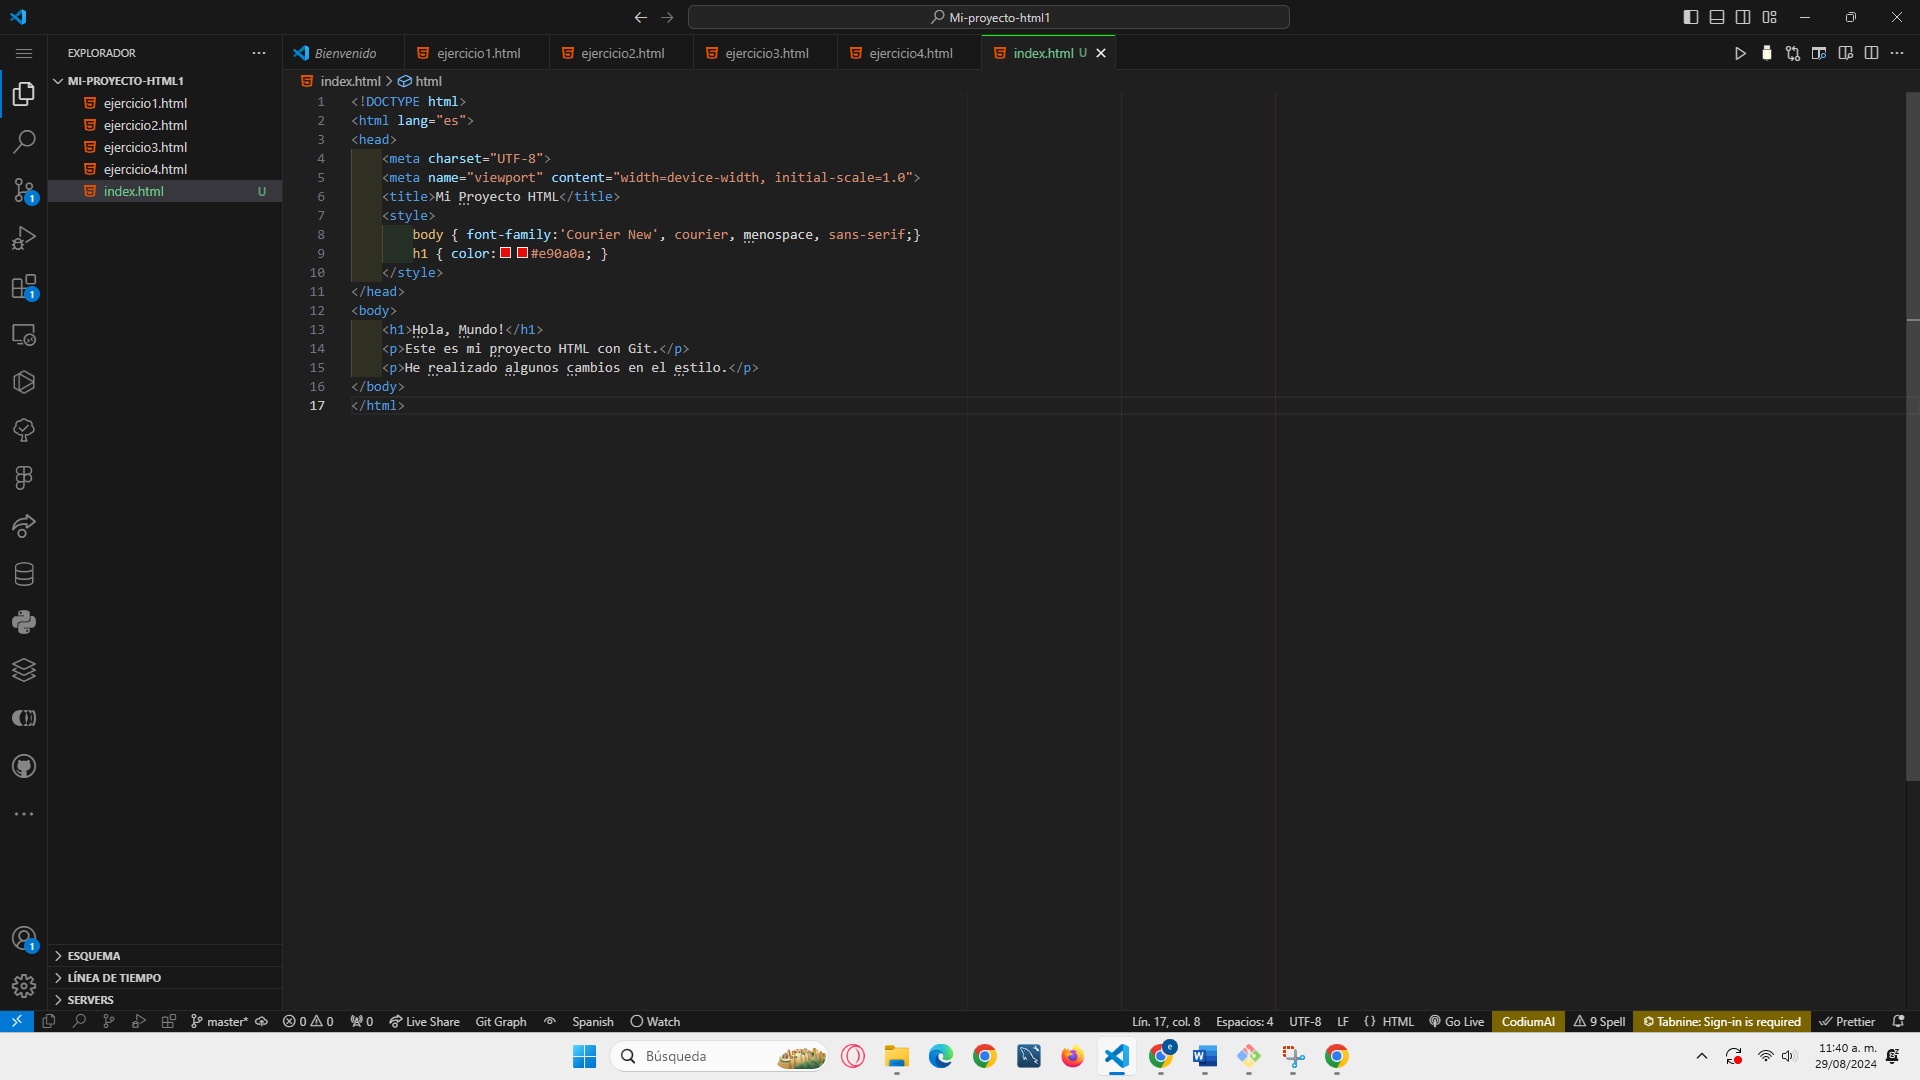 Mi-proyecto-html1
EXPLORADOR
MI-PROYECTO-HTML1
ejercicio1.html
ejercicio2.html
ejercicio3.html
ejercicio4.html
index.html U
Bienvenido ejercicio1.html ejercicio2.html ejercicio3.html ejercicio4.html index.html U
index.html > html
1 <!DOCTYPE html>
2 <html lang="es">
3 <head>
4 <meta charset="UTF-8">
5 <meta name="viewport" content="width=device-width, initial-scale=1.0">
6 <title>Mi Proyecto HTML</title>
7 <style>
8 body { font-family:'Courier New', courier, menospace, sans-serif;}
9 h1 { color:#e90a0a; }
10 </style>
11 </head>
12 <body>
13 <h1>Hola, Mundo!</h1>
14 <p>Este es mi proyecto HTML con Git.</p>
15 <p>He realizado algunos cambios en el estilo.</p>
16 </body>
17 </html>
1
1
1
ESQUEMA
LÍNEA DE TIEMPO
SERVERS
master* 0 0 0 Live Share Git Graph Spanish Watch Lín. 17, col. 8 Espacios: 4 UTF-8 LF {} HTML Go Live CodiumAI 9 Spell Tabnine: Sign-in is required Prettier
Búsqueda
e
11:40 a. m.
29/08/2024